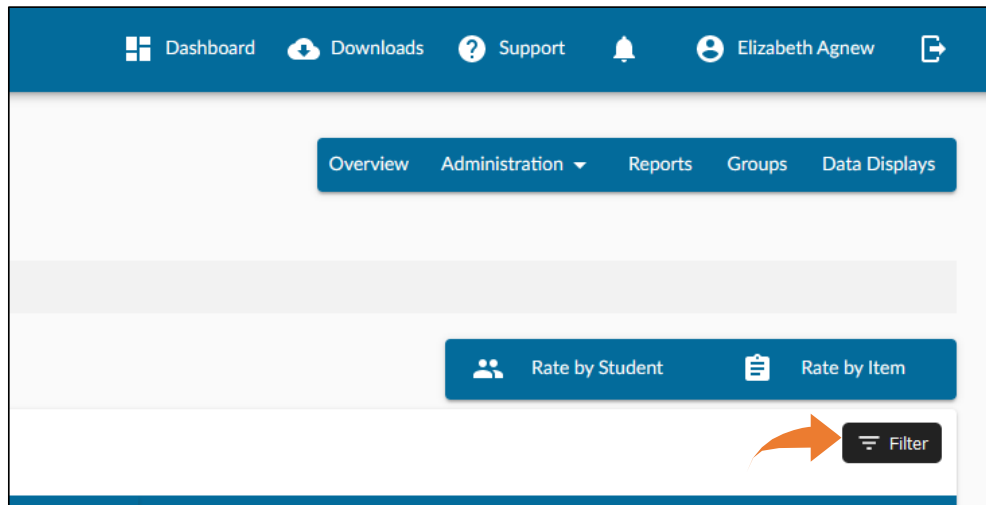 Dashboard Downloads Support Elizabeth Agnew
Overview Administration Reports Groups Data Displays
Rate by Student Rate by Item
Filter